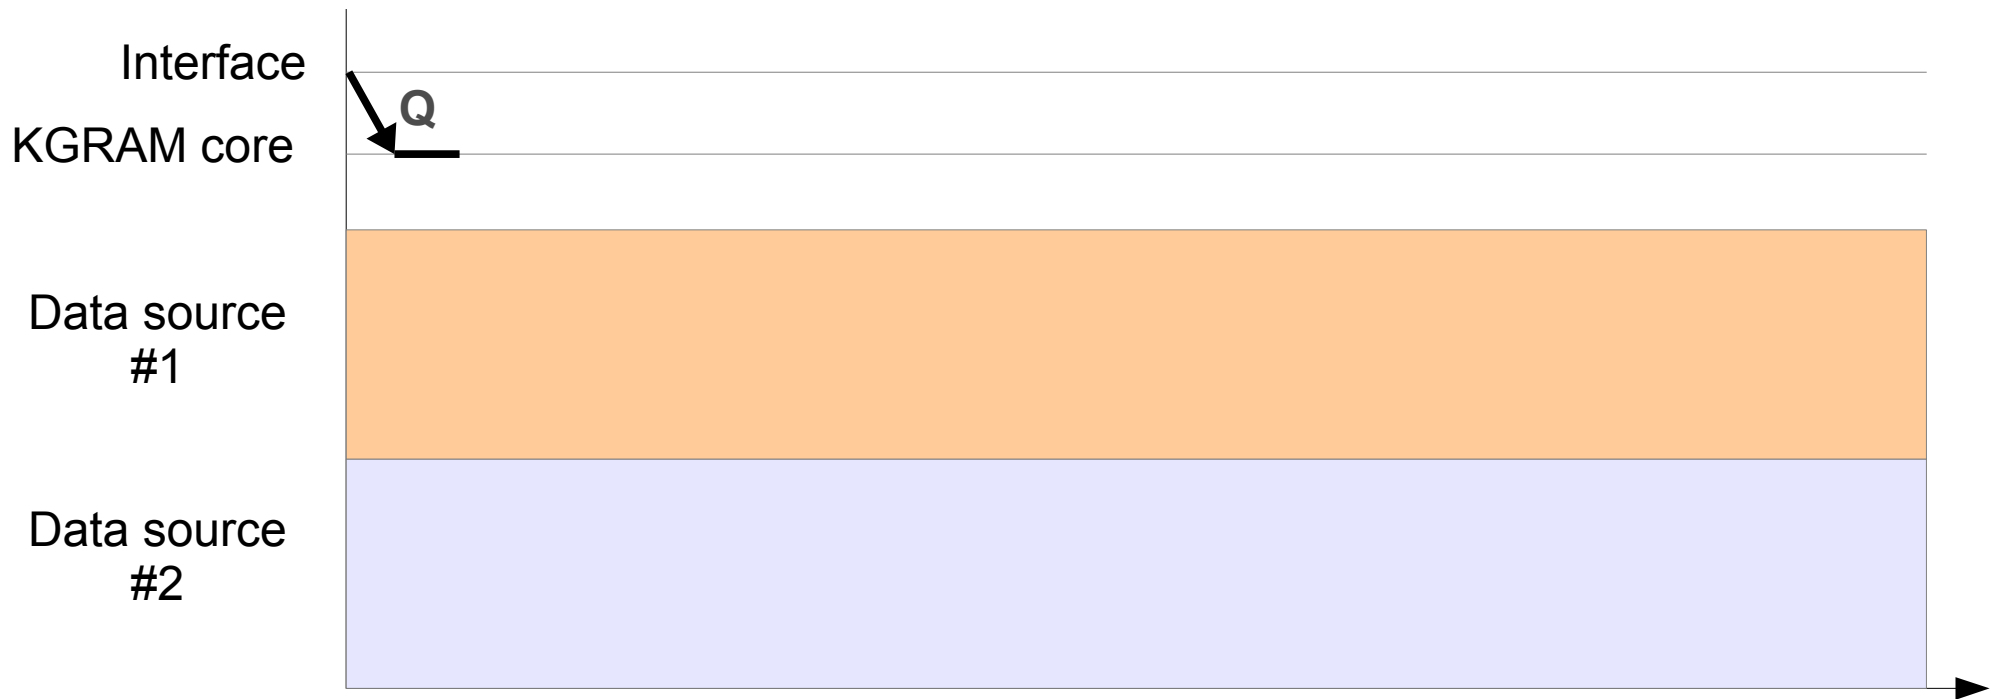 Interface
Q
KGRAM core
Data source
#1
Data source
#2